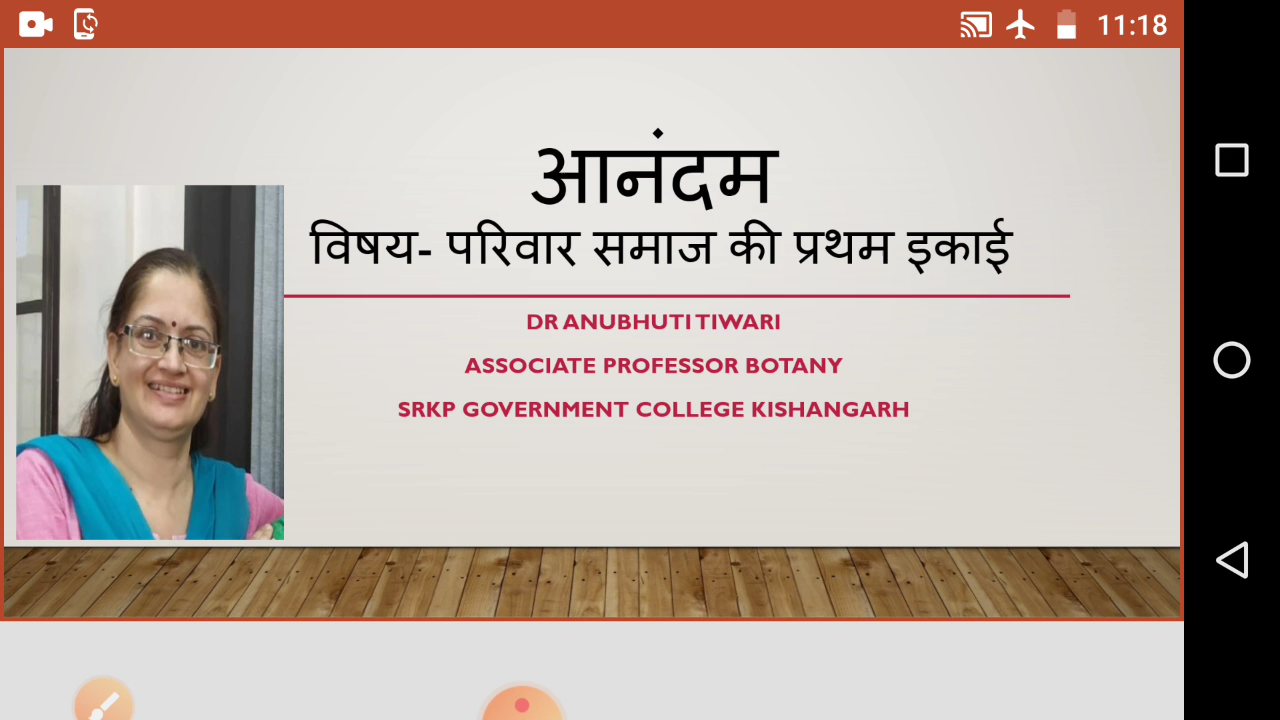 11:18
आनंदम
विषय- परिवार समाज की प्रथम इकाई
DR ANUBHUTI TIWARI
ASSOCIATE PROFESSOR BOTANY
SRKP GOVERNMENT COLLEGE KISHANGARH